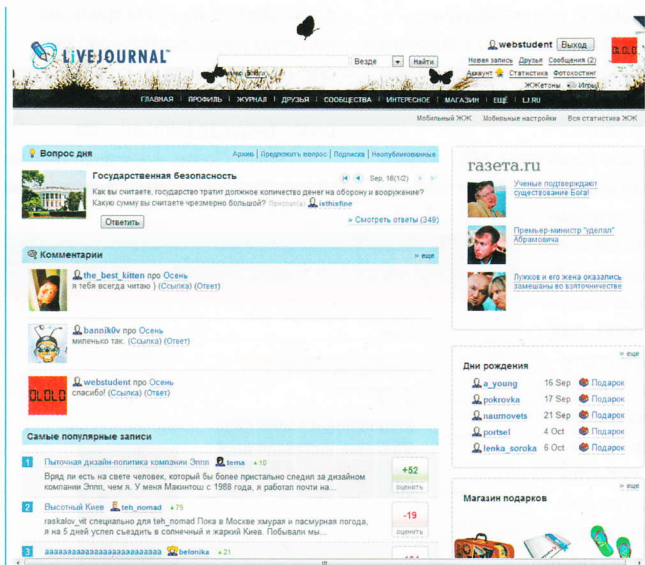 LiVEJOURNAL™
webstudent Выход
Везде Найти
Новая запись Друзья Сообщения (2)
Аккаунт Статистика Фотохостинг
ЖЖетоны Игры
OLOLO
ГЛАВНАЯ | ПРОФИЛЬ | ЖУРНАЛ | ДРУЗЬЯ | СООБЩЕСТВА | ИНТЕРЕСНОЕ | МАГАЗИН | ЕЩЁ | LJ.RU
Мобильный ЖЖ Мобильные настройки Вся статистика ЖЖ
Вопрос дня Архив | Предложить вопрос | Подписка | Неопубликованные
Государственная безопасность Sep, 16(1/2)
Как вы считаете, государство тратит должное количество денег на оборону и вооружение?
Какую сумму вы считаете чрезмерно большой? isthisfine
Ответить » Смотреть ответы (349)
Комментарии » еще
the_best_kitten про Осень
я тебя всегда читаю ) (Ссылка) (Ответ)
bannik0v про Осень
миленько так. (Ссылка) (Ответ)
webstudent про Осень
спасибо! (Ссылка) (Ответ)
OLOLO
Самые популярные записи
1 Пыточная дизайн-политика компании Эппл tema +10
Вряд ли есть на свете человек, который бы более пристально следил за дизайном
компании Эппл, чем я. У меня Макинтош с 1988 года, я работал почти на...
+52
оценить
2 Высотный Киев teh_nomad +75
raskalov_vit специально для teh_nomad Пока в Москве хмурая и пасмурная погода,
я на 5 дней успел съездить в солнечный и жаркий Киев. Побывали мы...
-19
оценить
3 belonika +21
газета.ru
Ученые подтверждают
существование Бога!
Премьер-министр "уделал"
Абрамовича
Лужков и его жена оказались
замешаны во взяточничестве
» еще
Дни рождения
a_young 16 Sep Подарок
pokrovka 17 Sep Подарок
naumovets 21 Sep Подарок
portsel 4 Oct Подарок
lenka_soroka 6 Oct Подарок
» еще
Магазин подарков